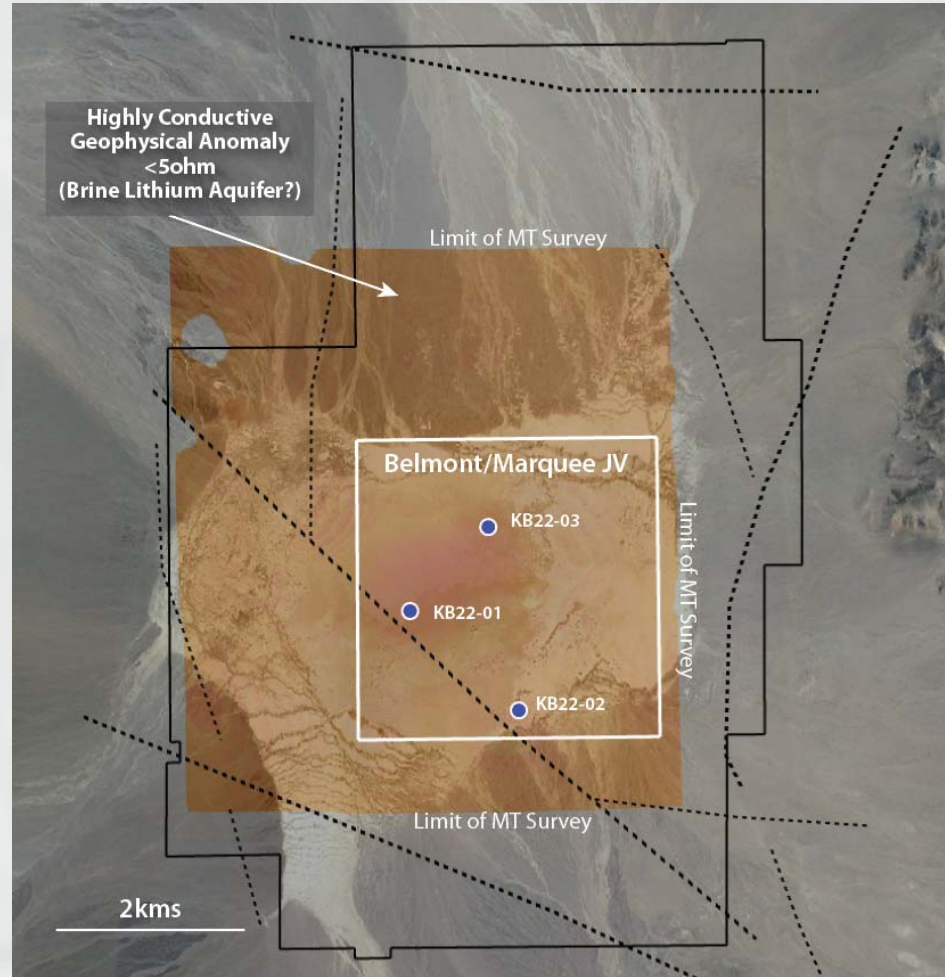 Highly Conductive
Geophysical Anomaly
<5ohm
(Brine Lithium Aquifer?)
Limit of MT Survey
Belmont/Marquee JV
KB22-03
Limit of MT Survey
KB22-01
KB22-02
Limit of MT Survey
2kms